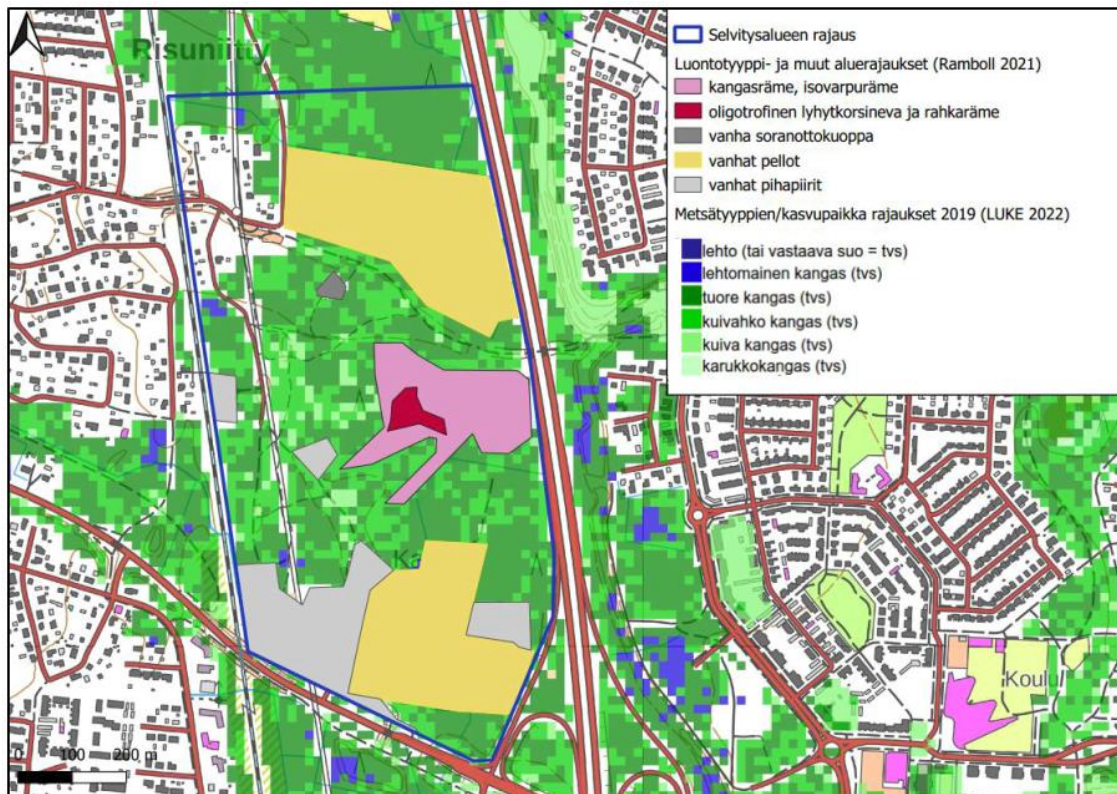 Risuniitty
Selvitysalueen rajaus
Luontotyyppi- ja muut aluerajaukset (Ramboll 2021)
kangasräme, isovarpuräme
oligotrofinen lyhytkorsineva ja rahkaräme
vanha soranottokuoppa
vanhat pellot
vanhat pihapiirit
Metsätyyppien/kasvupaikka rajaukset 2019 (LUKE 2022)
lehto (tai vastaava suo = tvs)
lehtomainen kangas (tvs)
tuore kangas (tvs)
kuivahko kangas (tvs)
kuiva kangas (tvs)
karukkokangas (tvs)
Ka
Koulu
0 100 200 m